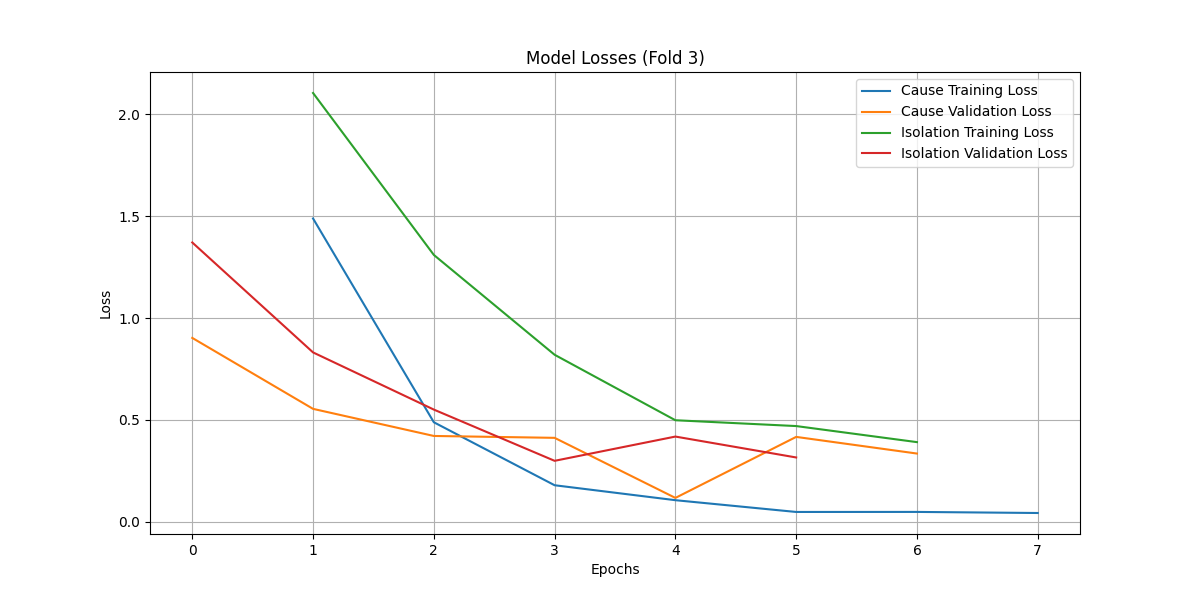 Model Losses (Fold 3)
Cause Training Loss
Cause Validation Loss
Isolation Training Loss
Isolation Validation Loss
Loss
2.0
1.5
1.0
0.5
0.0
0 1 2 3 4 5 6 7
Epochs